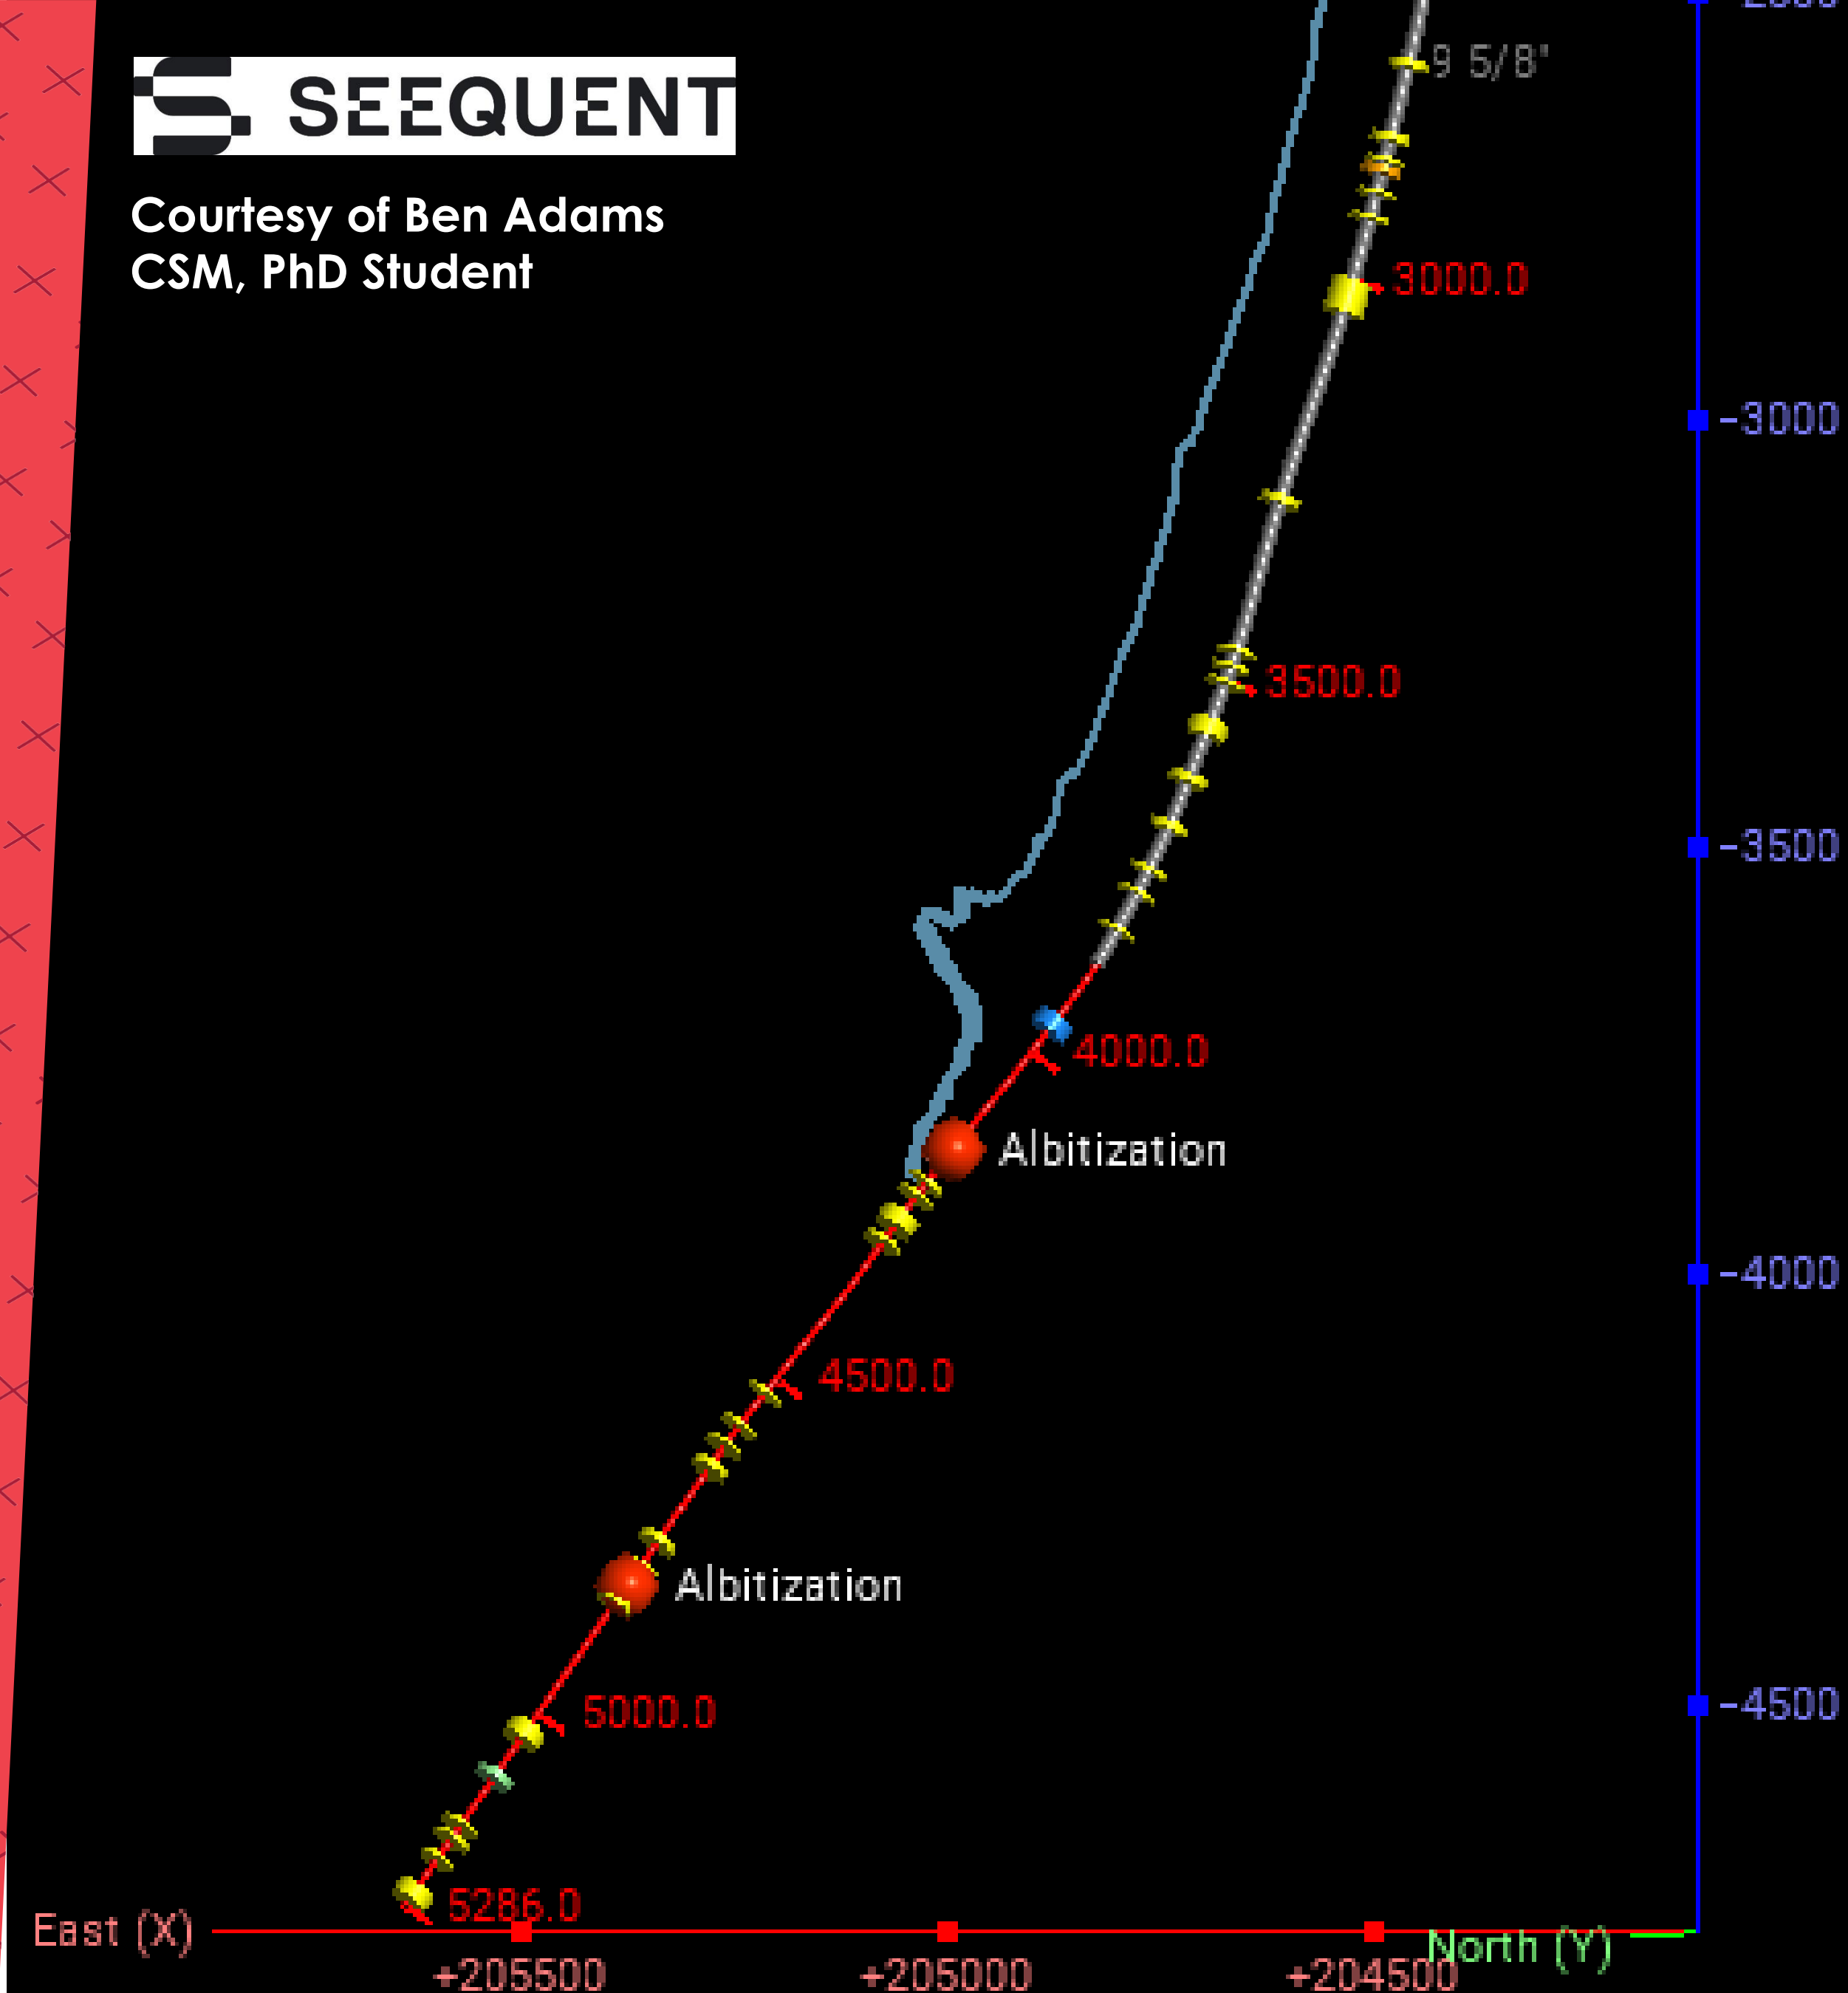 SEEQUENT
Courtesy of Ben Adams
CSM, PhD Student
9 5/8"
3000.0
-3000
3500.0
-3500
4000.0
Albitization
-4000
4500.0
Albitization
5000.0
-4500
5286.0
East (X)
North (Y)
+205500
+205000
+204500